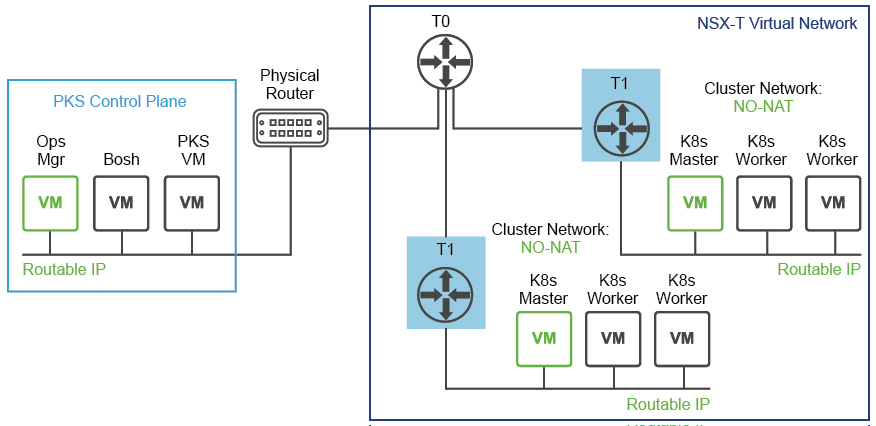 NSX-T Virtual Network
T0
Physical
Router
PKS Control Plane
Ops
Mgr
Bosh
PKS
VM
VM
VM
VM
Routable IP
T1
Cluster Network:
NO-NAT
K8s
Master
K8s
Worker
K8s
Worker
VM
VM
VM
Routable IP
T1
Cluster Network:
NO-NAT
K8s
Master
K8s
Worker
K8s
Worker
VM
VM
VM
Routable IP